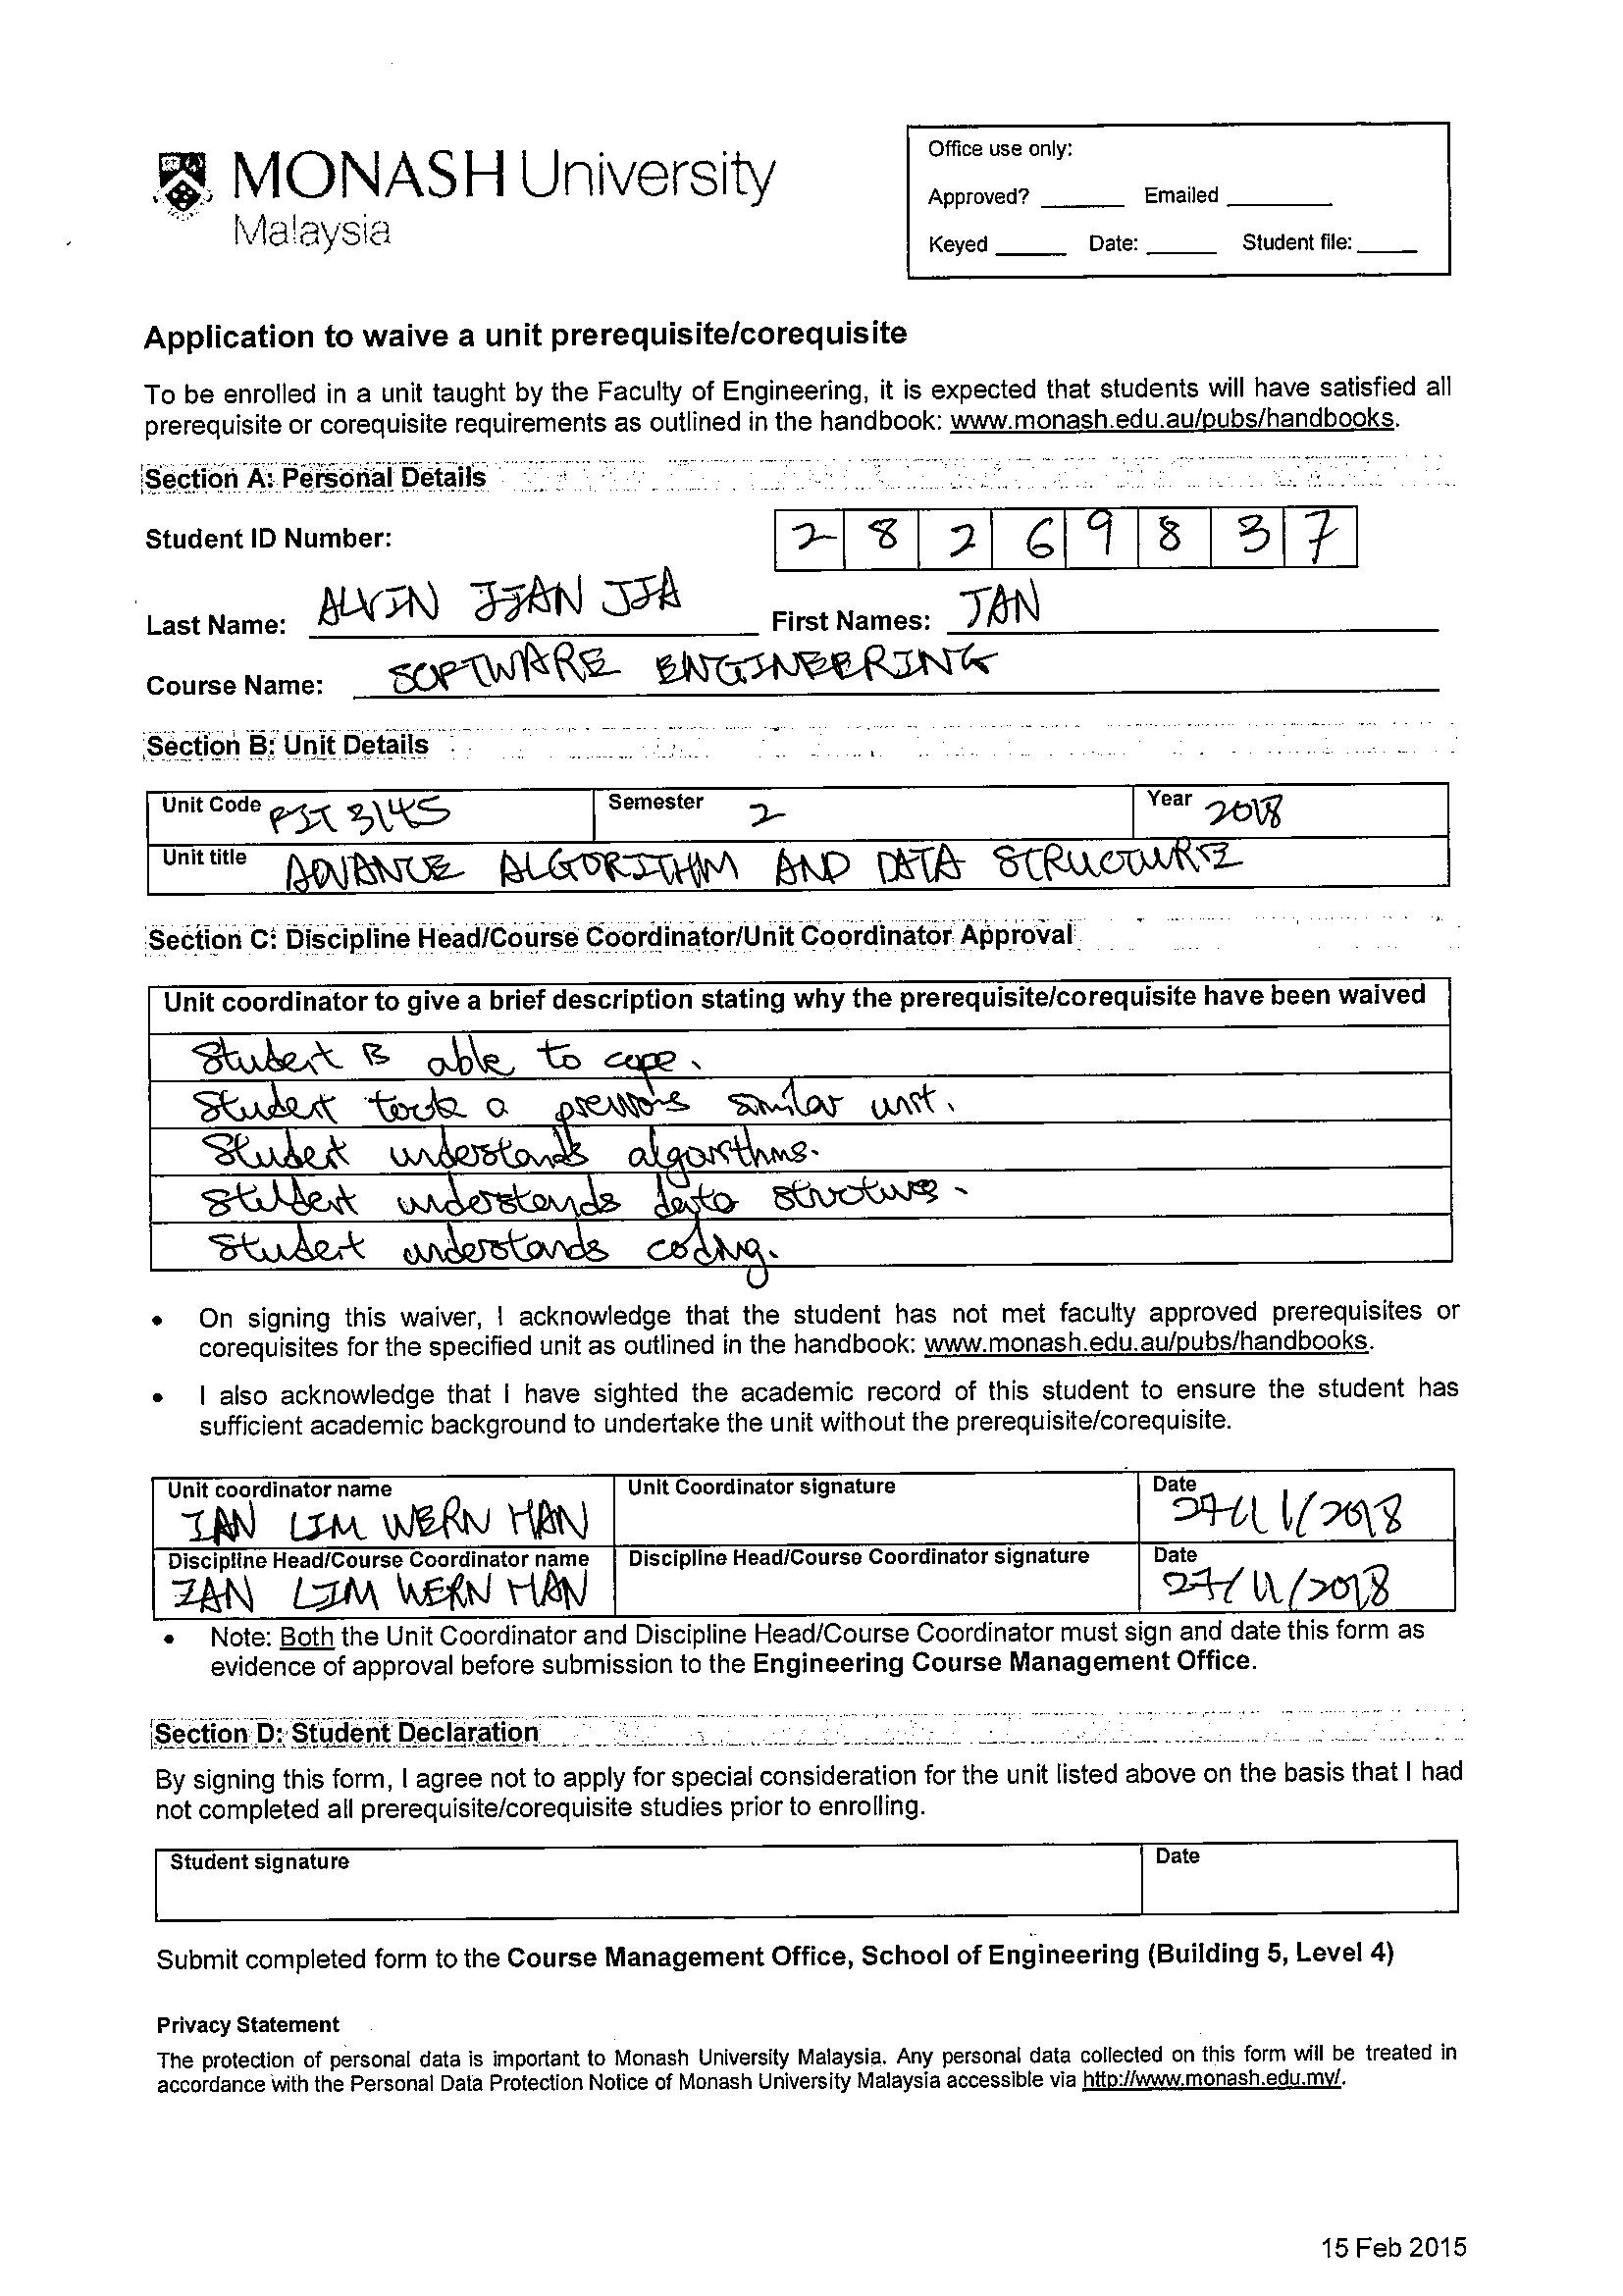 MONASH University
Malaysia
Office use only:
Approved? ______ Emailed ______
Keyed ______ Date: ______ Student file: ______
Application to waive a unit prerequisite/corequisite
To be enrolled in a unit taught by the Faculty of Engineering, it is expected that students will have satisfied all
prerequisite or corequisite requirements as outlined in the handbook: www.monash.edu.au/pubs/handbooks.
Section A: Personal Details
Student ID Number: 2 8 2 6 9 8 3 7
Last Name: ALVIN JIAN JIA First Names: TAN
Course Name: SOFTWARE ENGINEERING
Section B: Unit Details
Unit Code FIT 3145 Semester 2 Year 2018
Unit title ADVANCE ALGORITHM AND DATA STRUCTURE
Section C: Discipline Head/Course Coordinator/Unit Coordinator Approval
Unit coordinator to give a brief description stating why the prerequisite/corequisite have been waived
Student is able to cope.
Student took a previous similar unit.
Student understands algorithms.
Student understands data structures.
Student understands coding.
• On signing this waiver, I acknowledge that the student has not met faculty approved prerequisites or
corequisites for the specified unit as outlined in the handbook: www.monash.edu.au/pubs/handbooks.
• I also acknowledge that I have sighted the academic record of this student to ensure the student has
sufficient academic background to undertake the unit without the prerequisite/corequisite.
Unit coordinator name Unit Coordinator signature Date
IAN LIM WERN HAN 27/11/2018
Discipline Head/Course Coordinator name Discipline Head/Course Coordinator signature Date
IAN LIM WERN HAN 27/11/2018
• Note: Both the Unit Coordinator and Discipline Head/Course Coordinator must sign and date this form as
evidence of approval before submission to the Engineering Course Management Office.
Section D: Student Declaration
By signing this form, I agree not to apply for special consideration for the unit listed above on the basis that I had
not completed all prerequisite/corequisite studies prior to enrolling.
Student signature Date
Submit completed form to the Course Management Office, School of Engineering (Building 5, Level 4)
Privacy Statement
The protection of personal data is important to Monash University Malaysia. Any personal data collected on this form will be treated in
accordance with the Personal Data Protection Notice of Monash University Malaysia accessible via http://www.monash.edu.my/.
15 Feb 2015